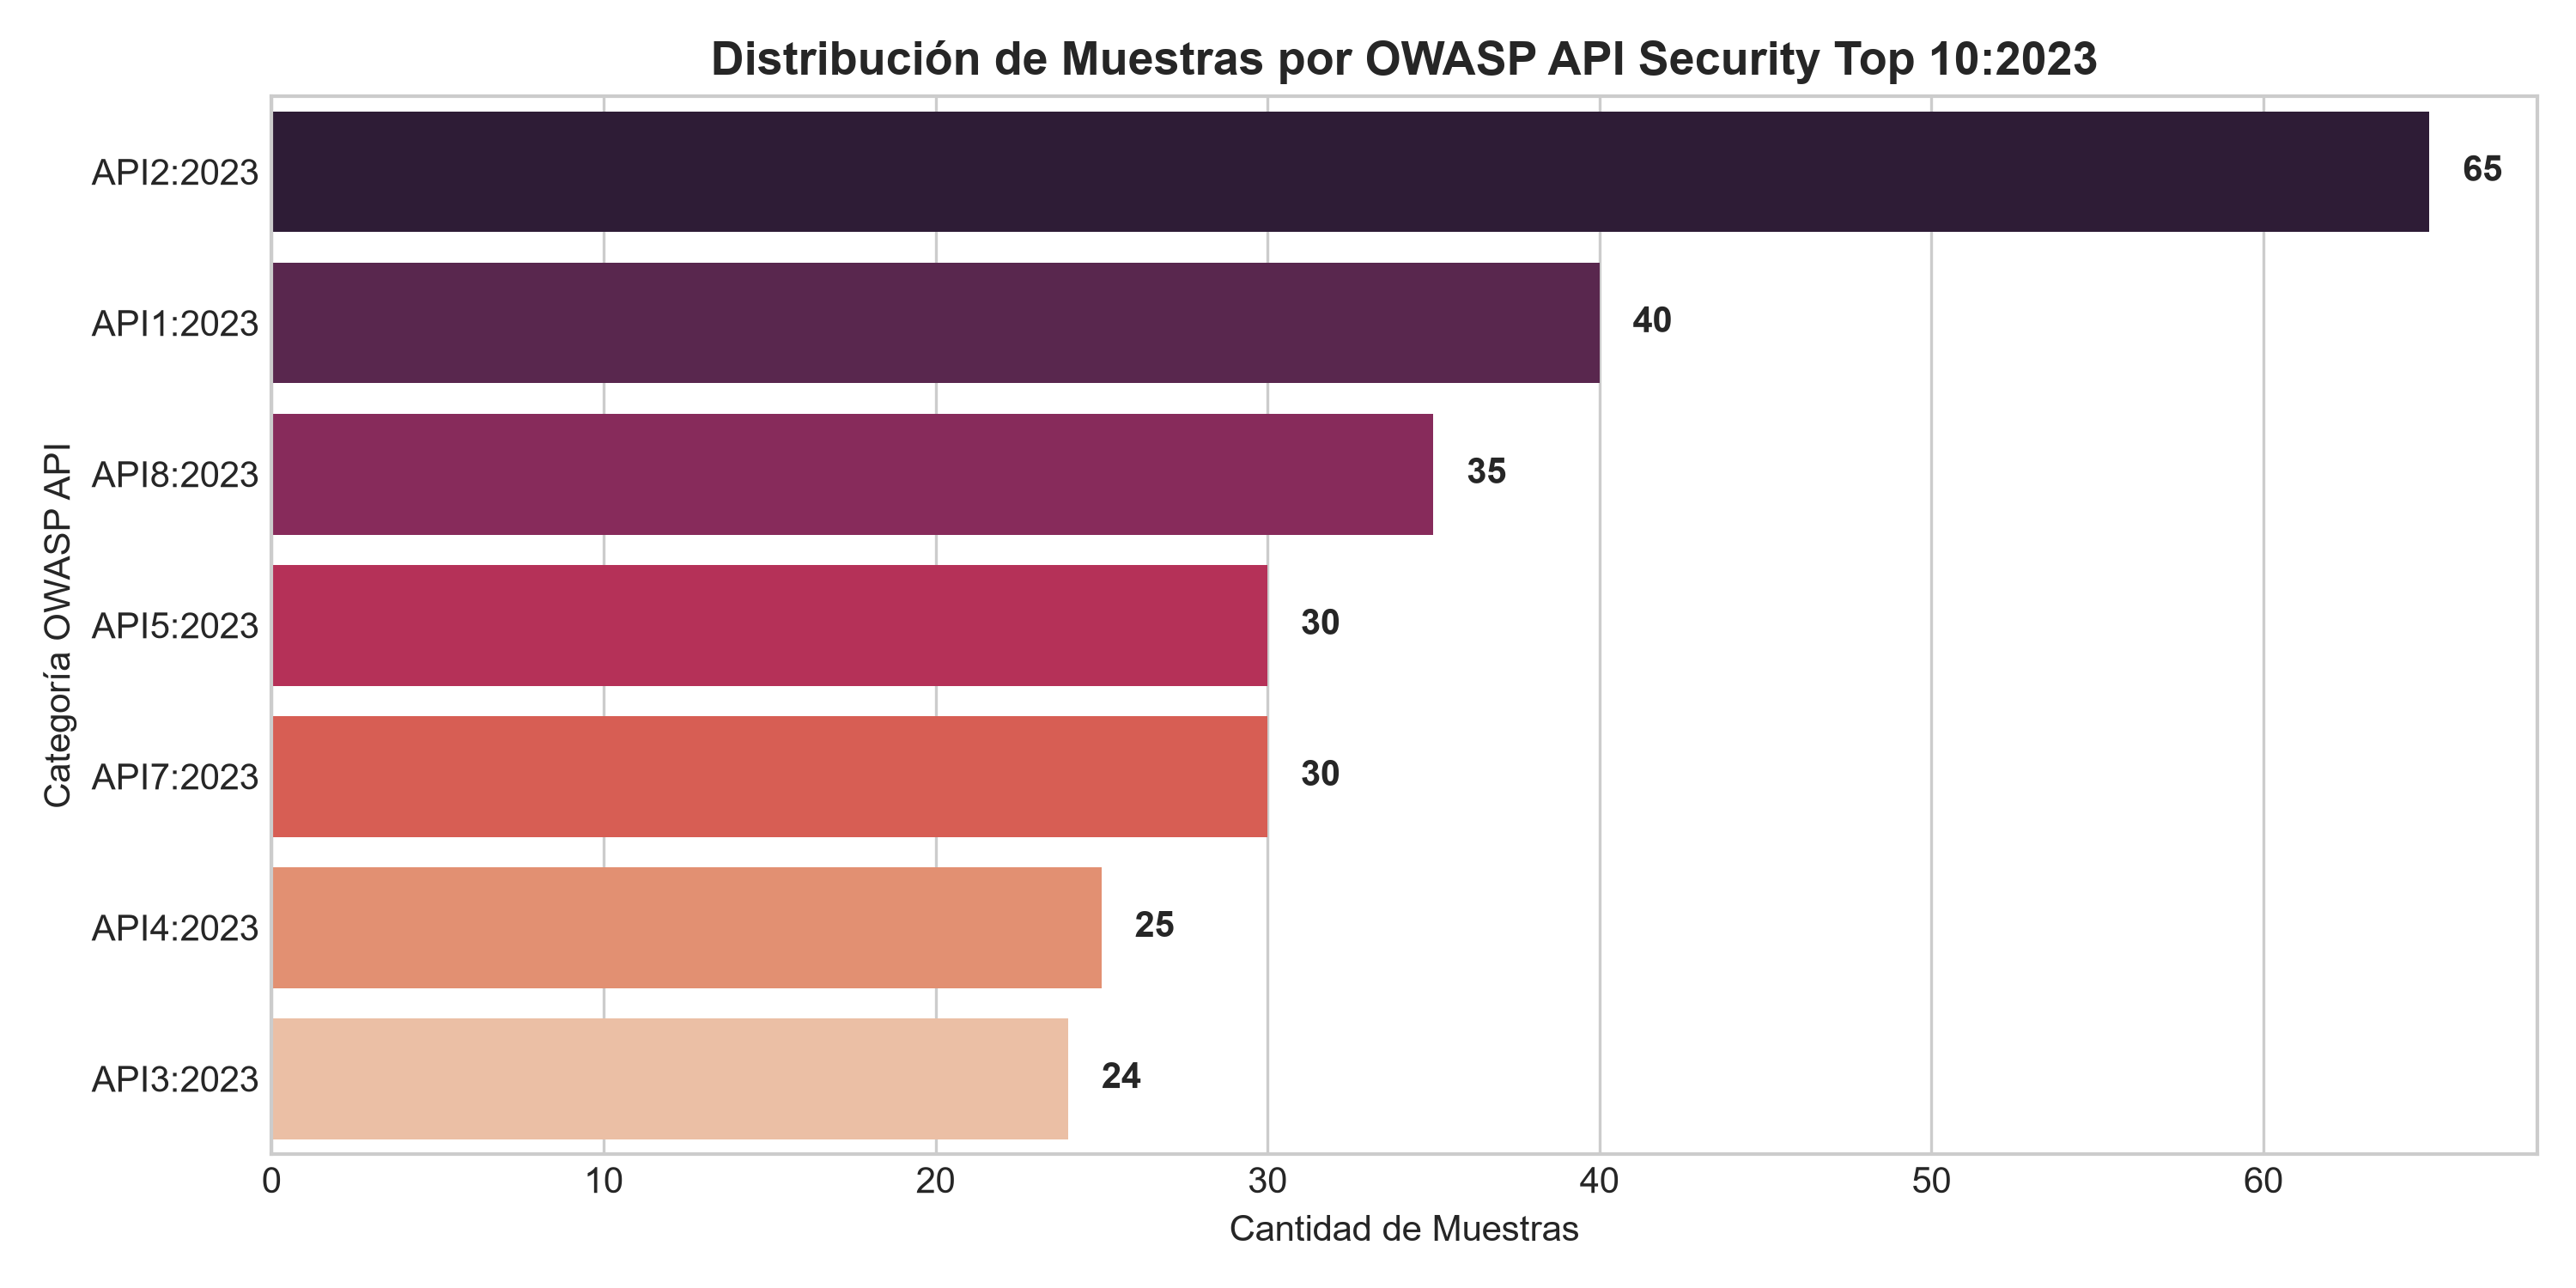 Distribución de Muestras por OWASP API Security Top 10:2023
Categoría OWASP API
API2:2023
65
API1:2023
40
API8:2023
35
API5:2023
30
API7:2023
30
API4:2023
25
API3:2023
24
0 10 20 30 40 50 60
Cantidad de Muestras